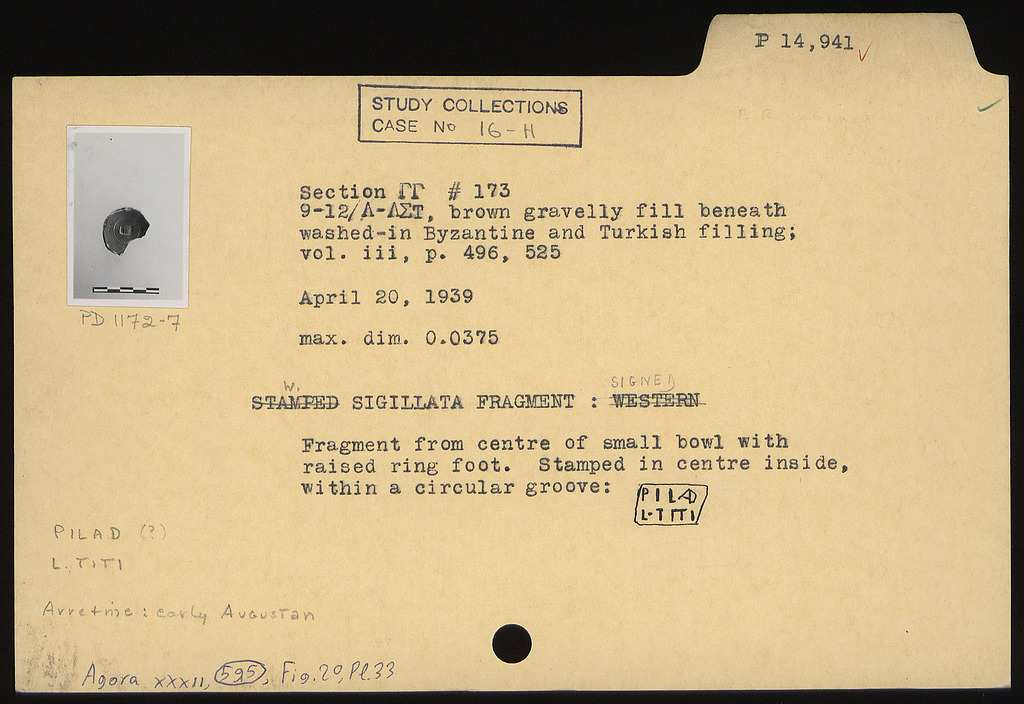 P 14,941
STUDY COLLECTIONS
CASE No 16-H
Section ΓΓ # 173
9-12/Λ-ΛΣΤ, brown gravelly fill beneath
washed-in Byzantine and Turkish filling;
vol. iii, p. 496, 525
PD 1172-7
April 20, 1939
max. dim. 0.0375
W. SIGNED
STAMPED SIGILLATA FRAGMENT : WESTERN
Fragment from centre of small bowl with
raised ring foot. Stamped in centre inside,
within a circular groove:
PILAD
L·TITI
PILAD (?)
L. TITI
Arretine : early Augustan
Agora XXXII, 595, Fig. 20, Pl. 33